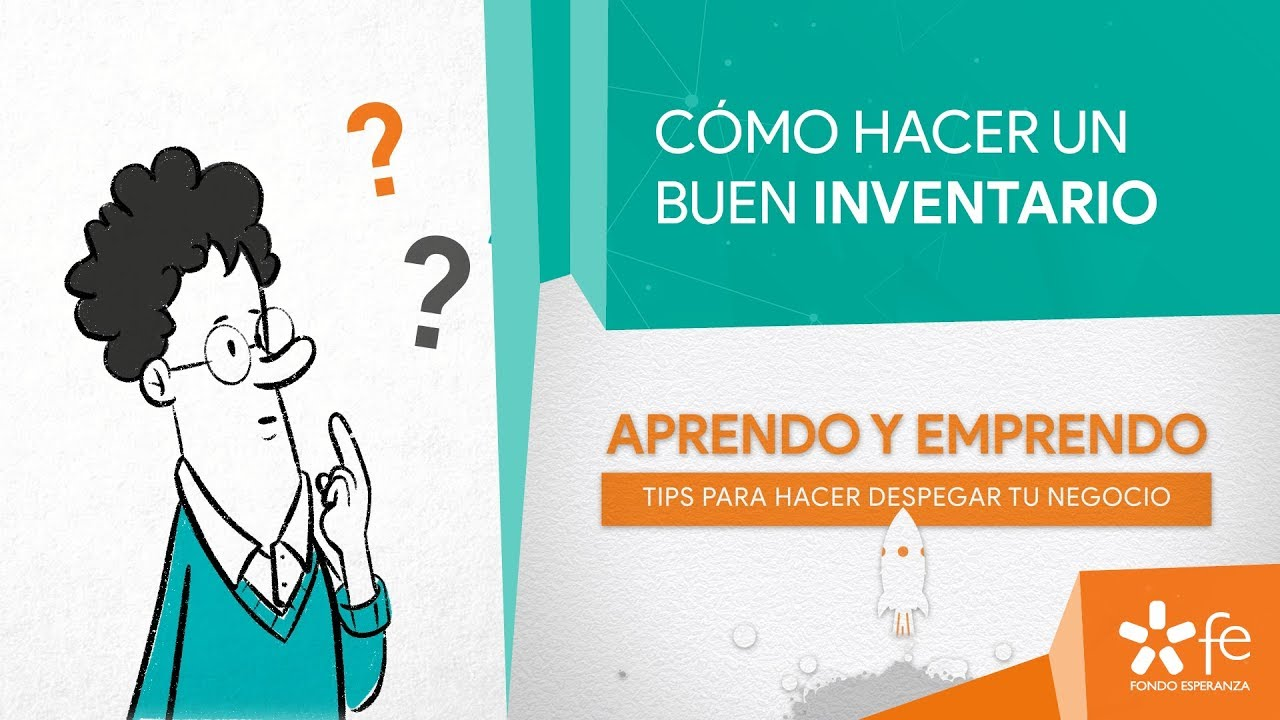 ?
?
CÓMO HACER UN
BUEN INVENTARIO
APRENDO Y EMPRENDO
TIPS PARA HACER DESPEGAR TU NEGOCIO
fe
FONDO ESPERANZA